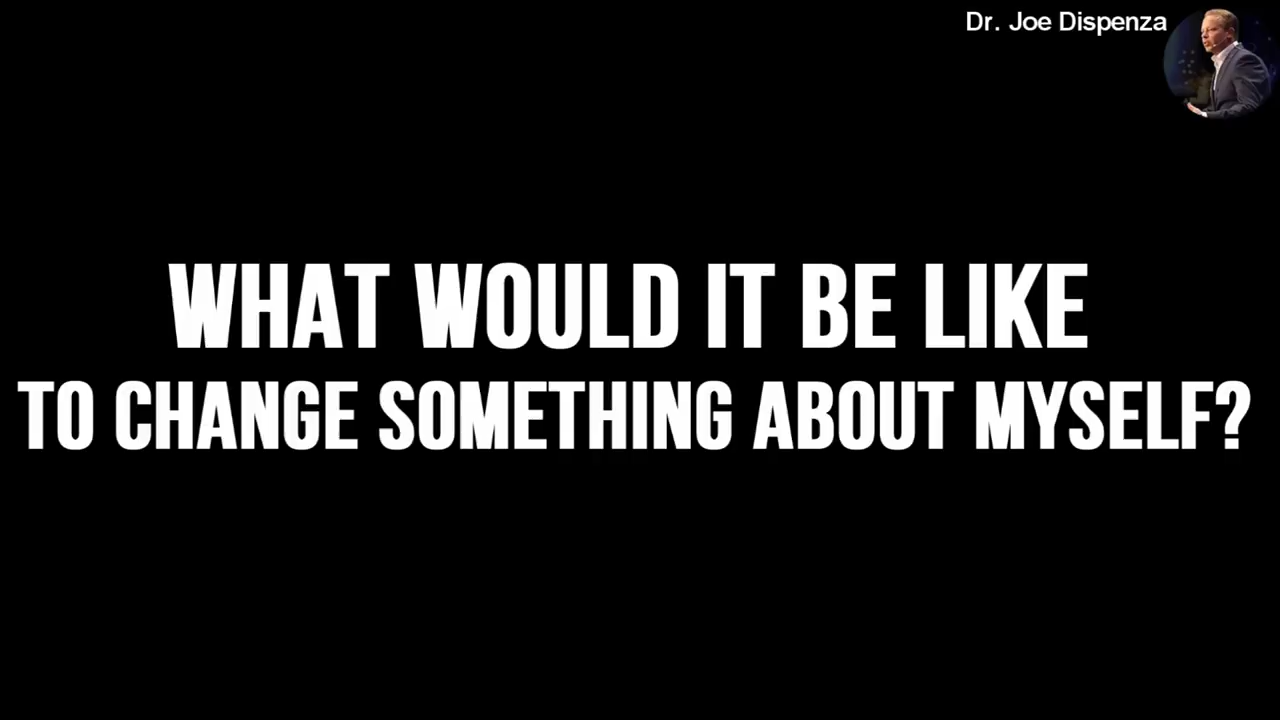 Dr. Joe Dispenza
WHAT WOULD IT BE LIKE
TO CHANGE SOMETHING ABOUT MYSELF?